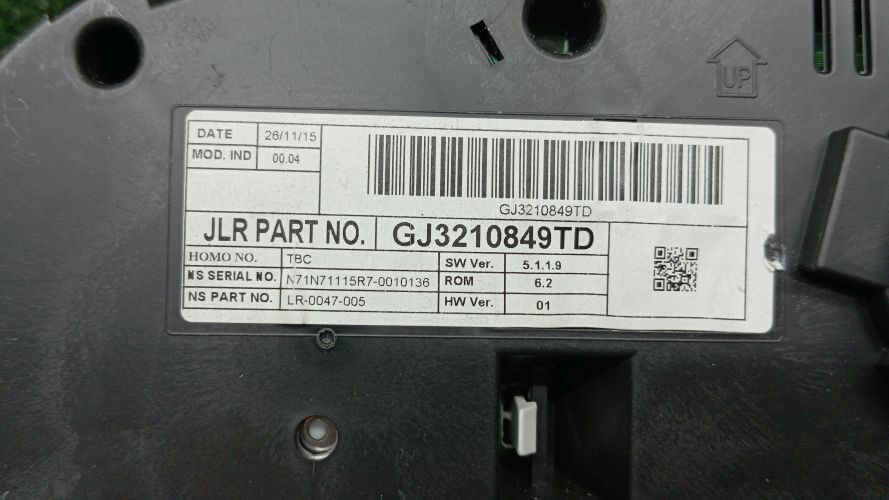 UP
DATE 26/11/15
MOD. IND 00.04
GJ3210849TD
JLR PART NO. GJ3210849TD
HOMO NO. TBC SW Ver. 5.1.1.9
NS SERIAL NO. N71N71115R7-0010136 ROM 6.2
NS PART NO. LR-0047-005 HW Ver. 01